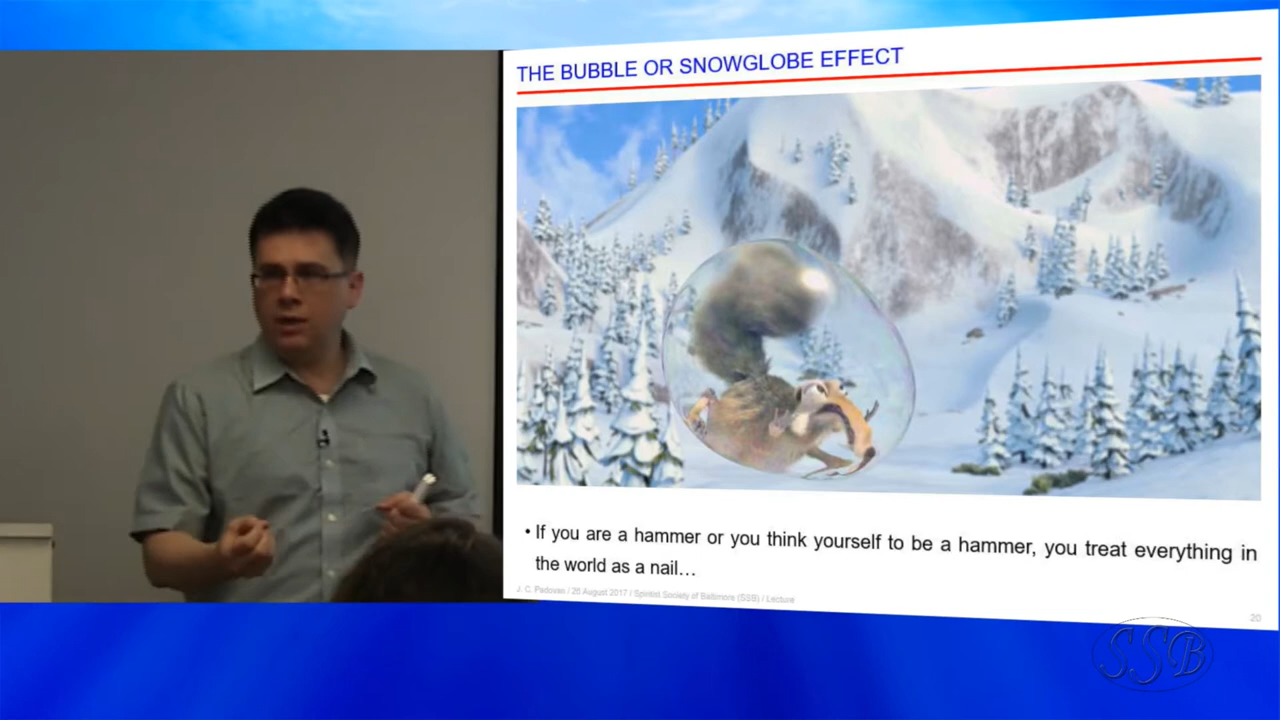 THE BUBBLE OR SNOWGLOBE EFFECT
• If you are a hammer or you think yourself to be a hammer, you treat everything in
the world as a nail…
J. C. Padovan / 26 August 2017 / Spiritist Society of Baltimore (SSB) / Lecture
20
SSB